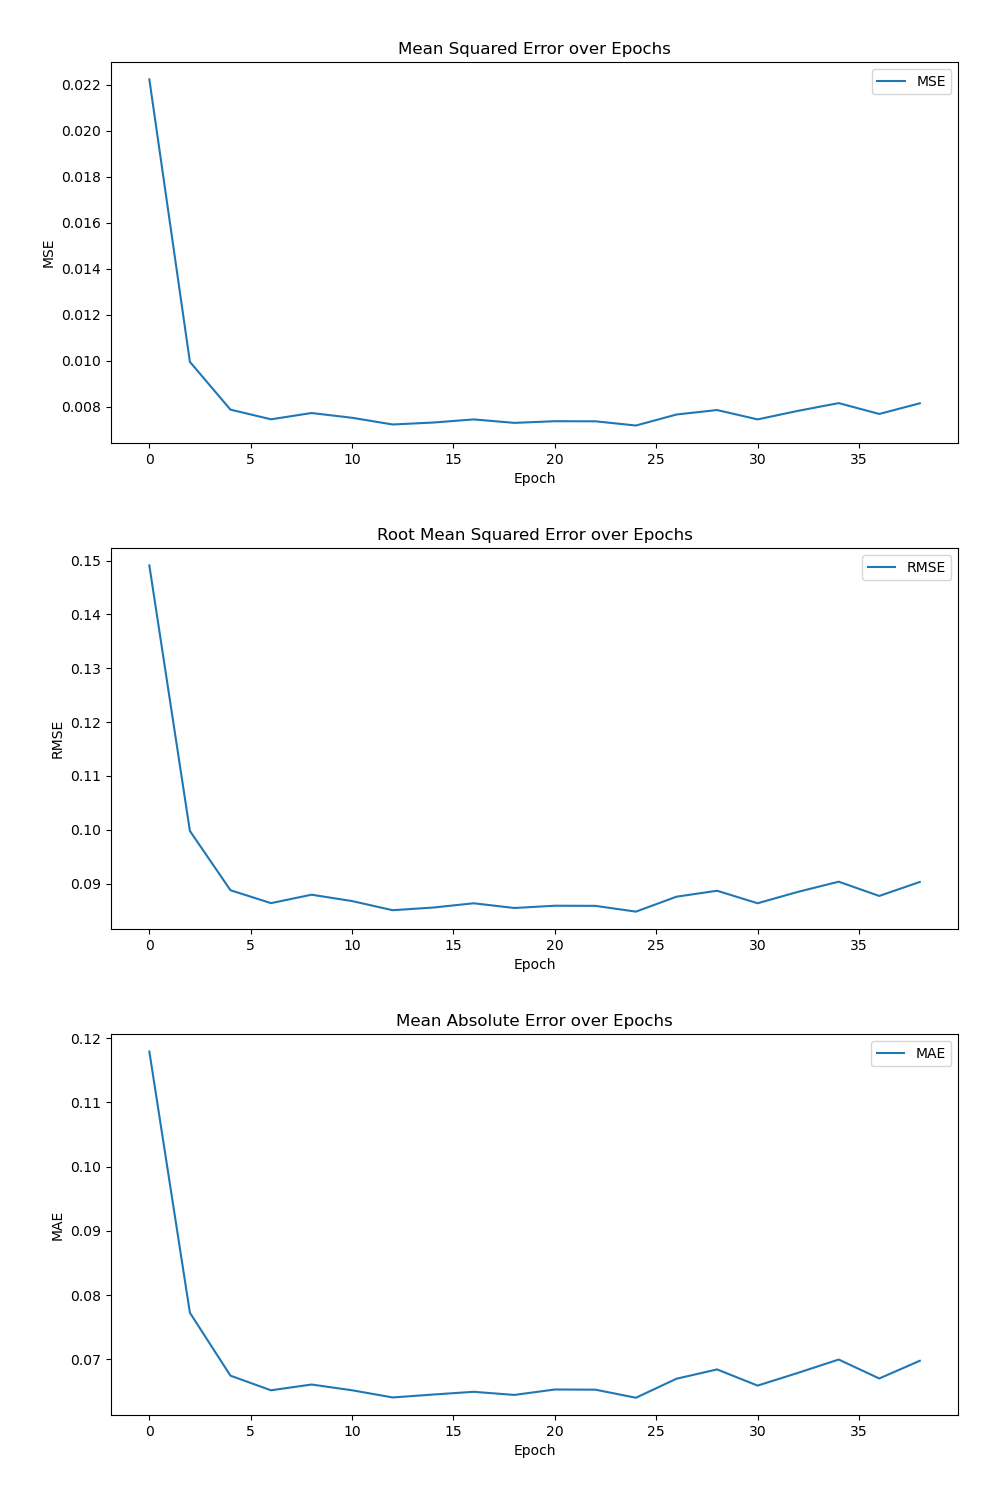 Mean Squared Error over Epochs
MSE
0.022
0.020
0.018
0.016
0.014
0.012
0.010
0.008
MSE
0 5 10 15 20 25 30 35
Epoch
Root Mean Squared Error over Epochs
RMSE
0.15
0.14
0.13
0.12
0.11
0.10
0.09
RMSE
0 5 10 15 20 25 30 35
Epoch
Mean Absolute Error over Epochs
MAE
0.12
0.11
0.10
0.09
0.08
0.07
MAE
0 5 10 15 20 25 30 35
Epoch